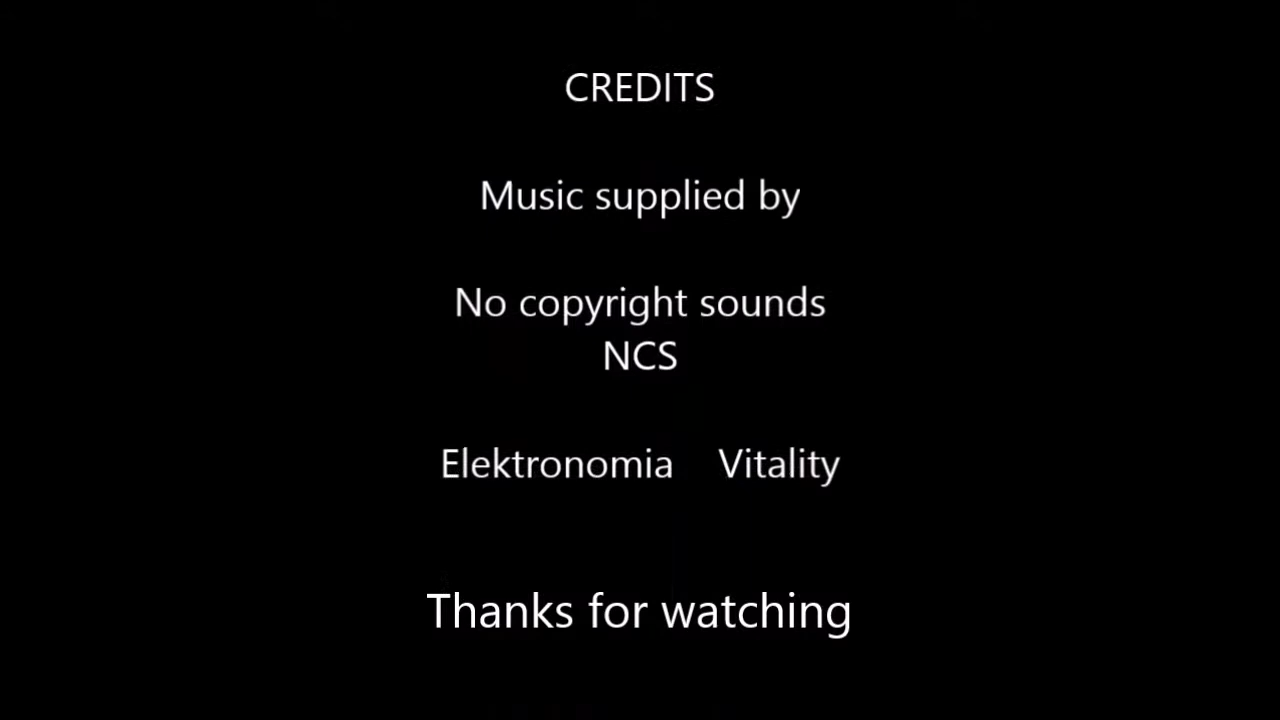 CREDITS
Music supplied by
No copyright sounds
NCS
Elektronomia Vitality
Thanks for watching